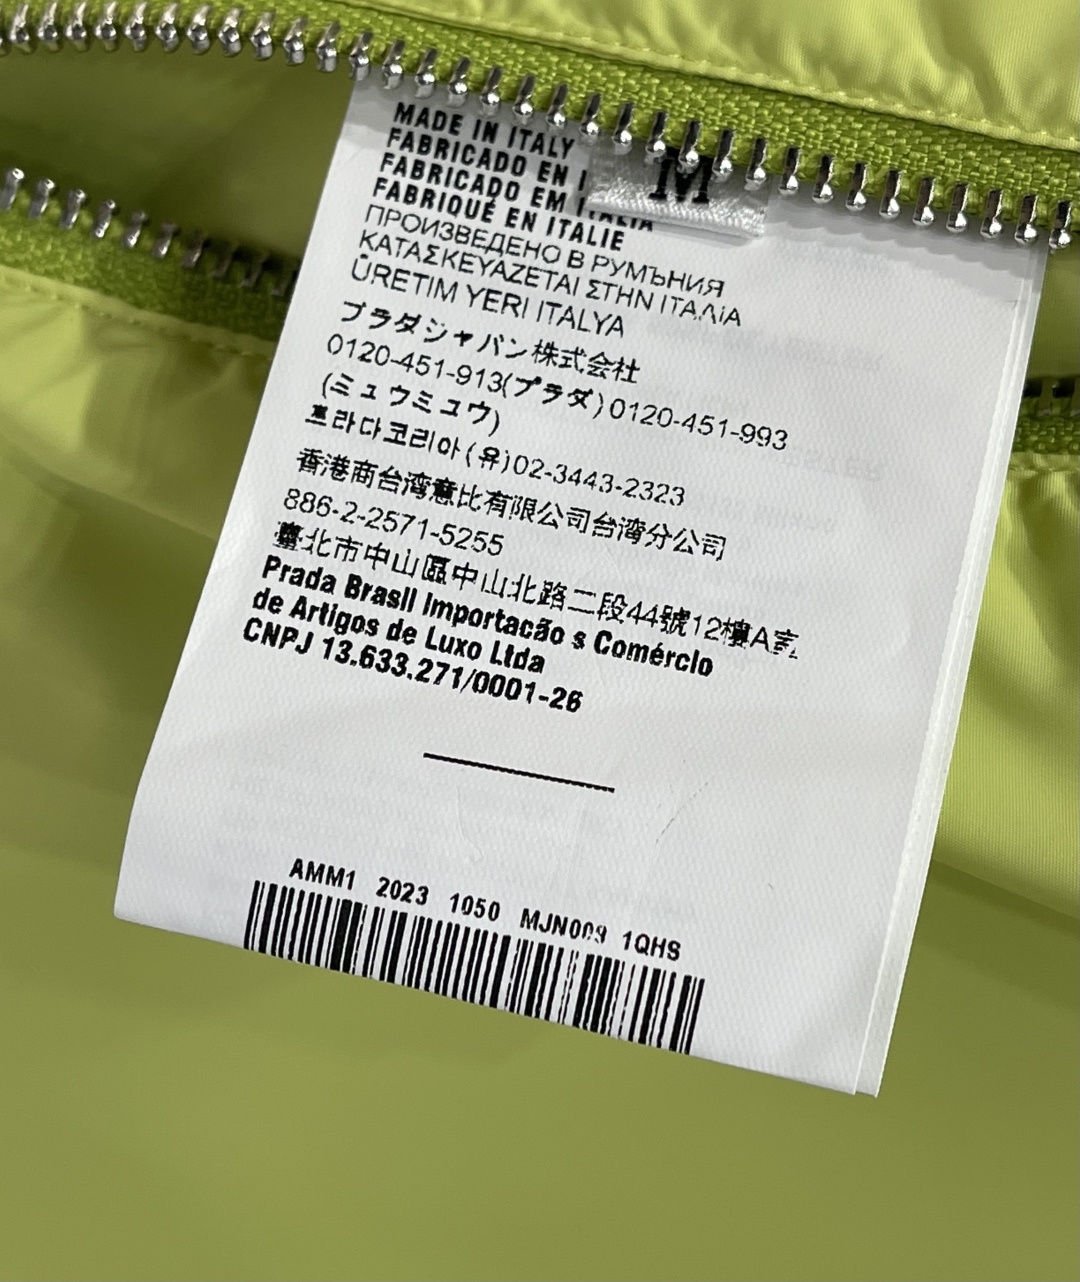 MADE IN ITALY
FABRICADO EN
FABRICADO EM ITALIA
FABRIQUÉ EN ITALIE
ПРОИЗВЕДЕНО В РУМЪНИЯ
ΚΑΤΑΣΚΕΥΑΖΕΤΑΙ ΣΤΗΝ ΙΤΑΛΙΑ
ÜRETIM YERI ITALYA
M
プラダジャパン株式会社
0120-451-913(プラダ)0120-451-993
(ミュウミュウ)
프라다코리아(유)02-3443-2323
香港商台湾意比有限公司台湾分公司
886-2-2571-5255
臺北市中山區中山北路二段44號12樓A室
Prada Brasil Importacão s Comércio
de Artigos de Luxo Ltda
CNPJ 13.633.271/0001-26
AMM1 2023 1050 MJN009 1QHS